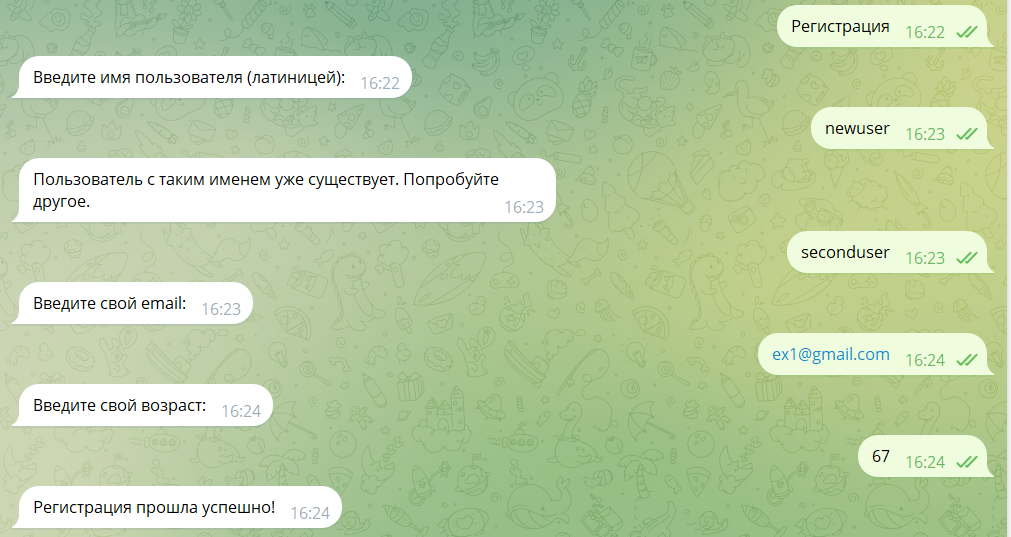 Регистрация 16:22
Введите имя пользователя (латиницей): 16:22
newuser 16:23
Пользователь с таким именем уже существует. Попробуйте
другое. 16:23
seconduser 16:23
Введите свой email: 16:23
ex1@gmail.com 16:24
Введите свой возраст: 16:24
67 16:24
Регистрация прошла успешно! 16:24